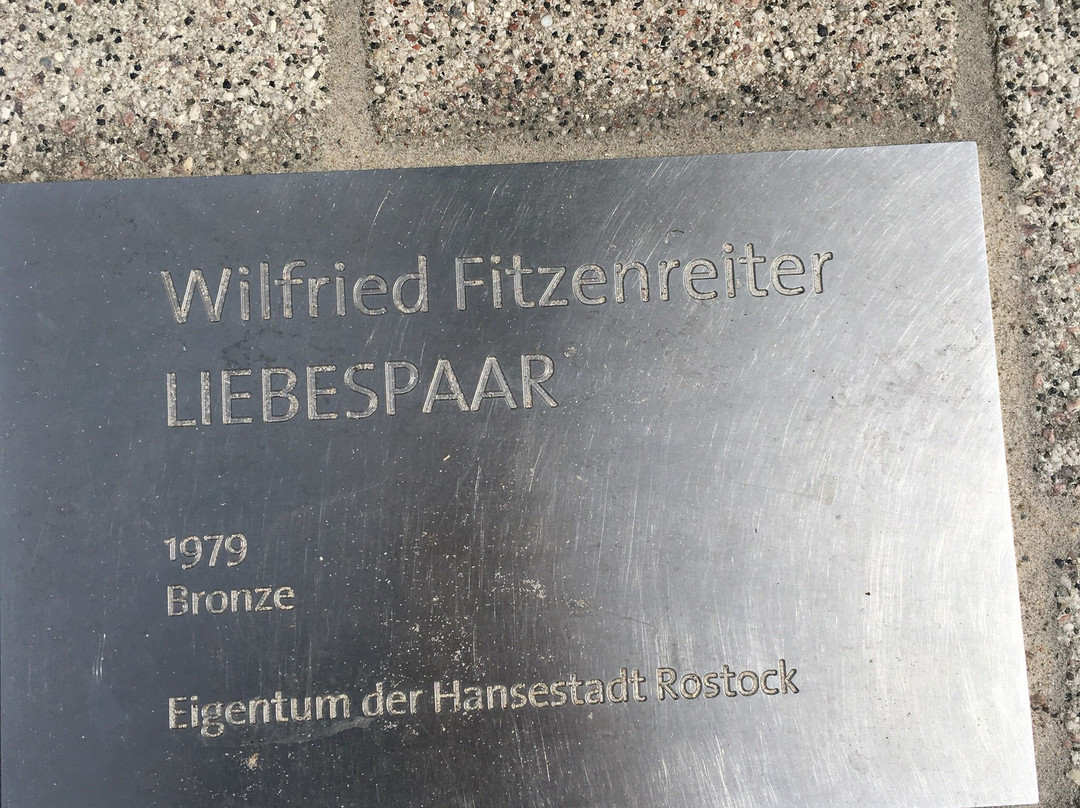 Wilfried Fitzenreiter
LIEBESPAAR
1979
Bronze
Eigentum der Hansestadt Rostock